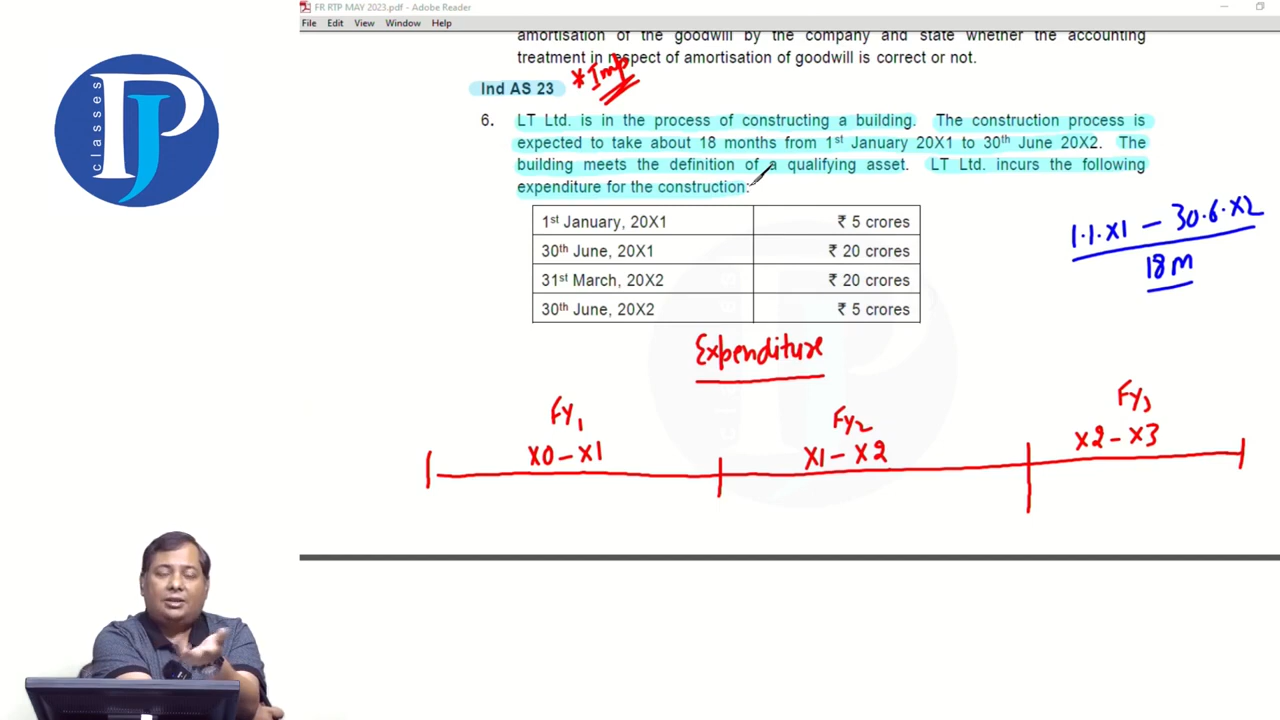 FR RTP MAY 2023.pdf - Adobe Reader
File Edit View Window Help
amortisation of the goodwill by the company and state whether the accounting
treatment in respect of amortisation of goodwill is correct or not.
Ind AS 23
* Imp
6. LT Ltd. is in the process of constructing a building. The construction process is
expected to take about 18 months from 1st January 20X1 to 30th June 20X2. The
building meets the definition of a qualifying asset. LT Ltd. incurs the following
expenditure for the construction:
1st January, 20X1 ₹ 5 crores
30th June, 20X1 ₹ 20 crores
31st March, 20X2 ₹ 20 crores
30th June, 20X2 ₹ 5 crores
1.1.X1 – 30.6.X2
18M
Expenditure
FY1 FY2 FY3
X0 – X1 X1 – X2 X2 – X3
PJ
classes